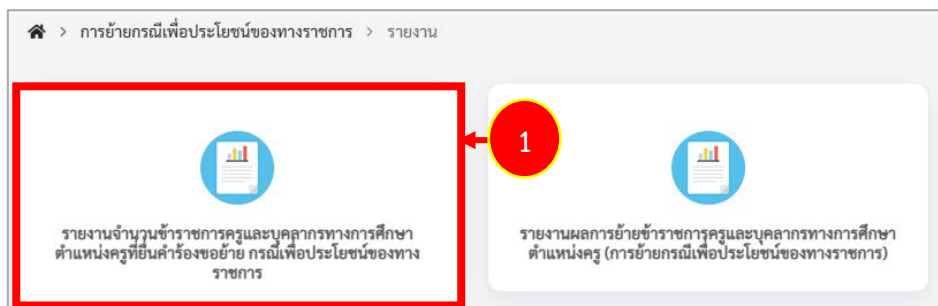 > การย้ายกรณีเพื่อประโยชน์ของทางราชการ > รายงาน
1
รายงานจำนวนข้าราชการครูและบุคลากรทางการศึกษา
ตำแหน่งครูที่ยื่นคำร้องขอย้าย กรณีเพื่อประโยชน์ของทาง
ราชการ
รายงานผลการย้ายข้าราชการครูและบุคลากรทางการศึกษา
ตำแหน่งครู (การย้ายกรณีเพื่อประโยชน์ของทางราชการ)